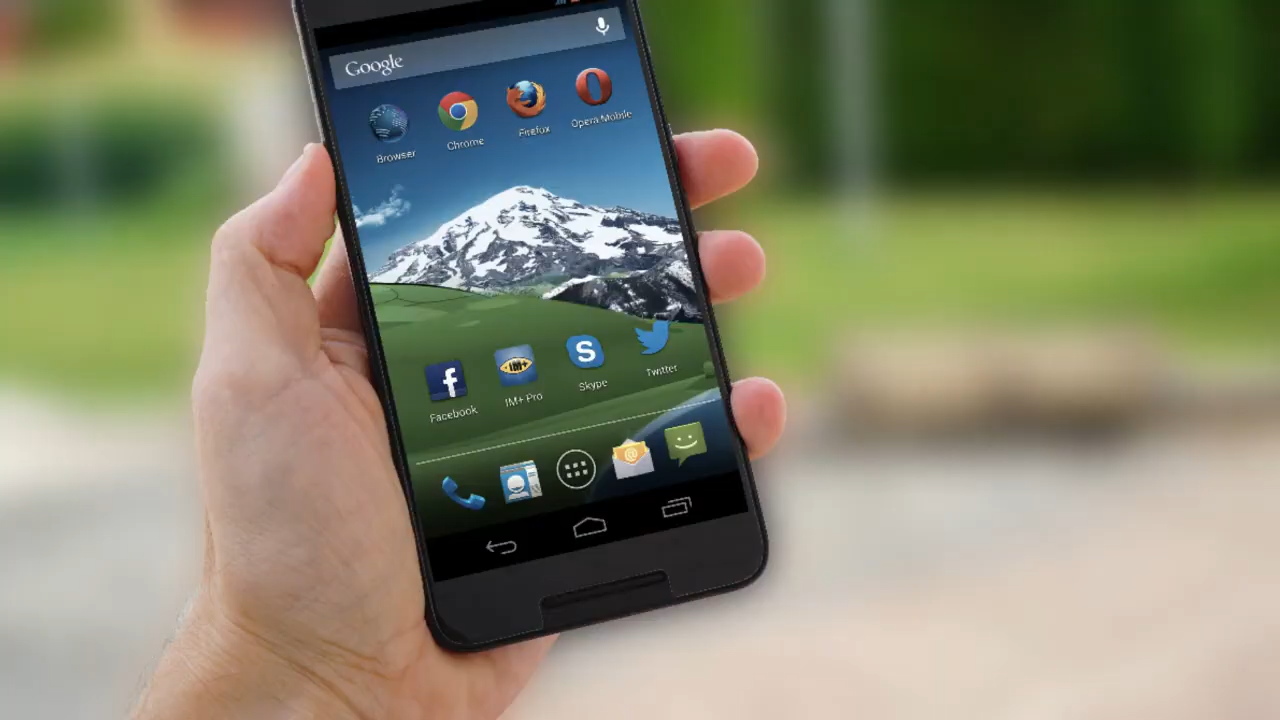 Google
Browser
Chrome
Firefox
Opera Mobile
Facebook
IM+ Pro
Skype
Twitter